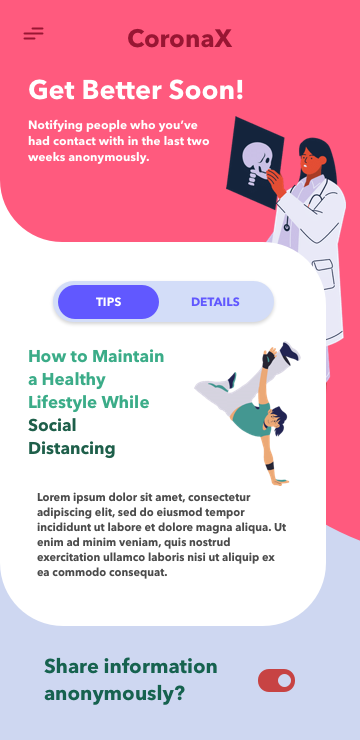 CoronaX
Get Better Soon!
Notifying people who you've
had contact with in the last two
weeks anonymously.
TIPS
DETAILS
How to Maintain
a Healthy
Lifestyle While
Social
Distancing
Lorem ipsum dolor sit amet, consectetur
adipiscing elit, sed do eiusmod tempor
incididunt ut labore et dolore magna aliqua. Ut
enim ad minim veniam, quis nostrud
exercitation ullamco laboris nisi ut aliquip ex
ea commodo consequat.
Share information
anonymously?